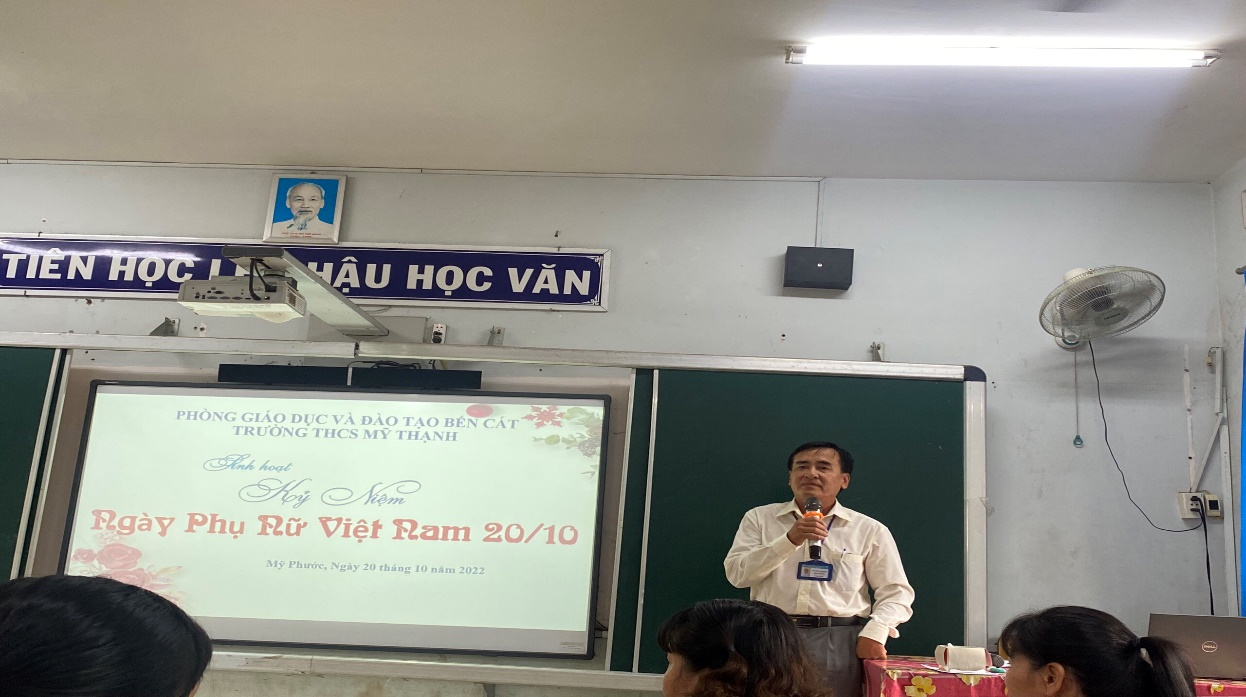 TIÊN HỌC HẬU HỌC VĂN
PHÒNG GIÁO DỤC VÀ ĐÀO TẠO BẾN CÁT
TRƯỜNG THCS MỸ THẠNH
Sinh hoạt
Kỷ Niệm
Ngày Phụ Nữ Việt Nam 20/10
Mỹ Phước, Ngày 20 tháng 10 năm 2022
DELL